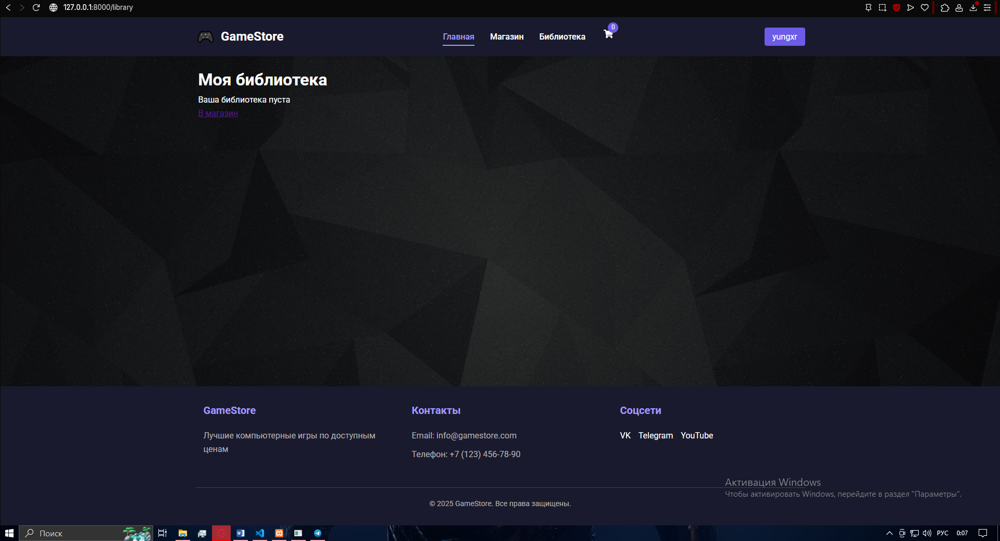 127.0.0.1:8000/library
GameStore
Главная
Магазин
Библиотека
0
yungxr
Моя библиотека
Ваша библиотека пуста
В магазин
GameStore
Лучшие компьютерные игры по доступным
ценам
Контакты
Email: info@gamestore.com
Телефон: +7 (123) 456-78-90
Соцсети
VK Telegram YouTube
Активация Windows
Чтобы активировать Windows, перейдите в раздел "Параметры".
© 2025 GameStore. Все права защищены.
Поиск
РУС
0:07